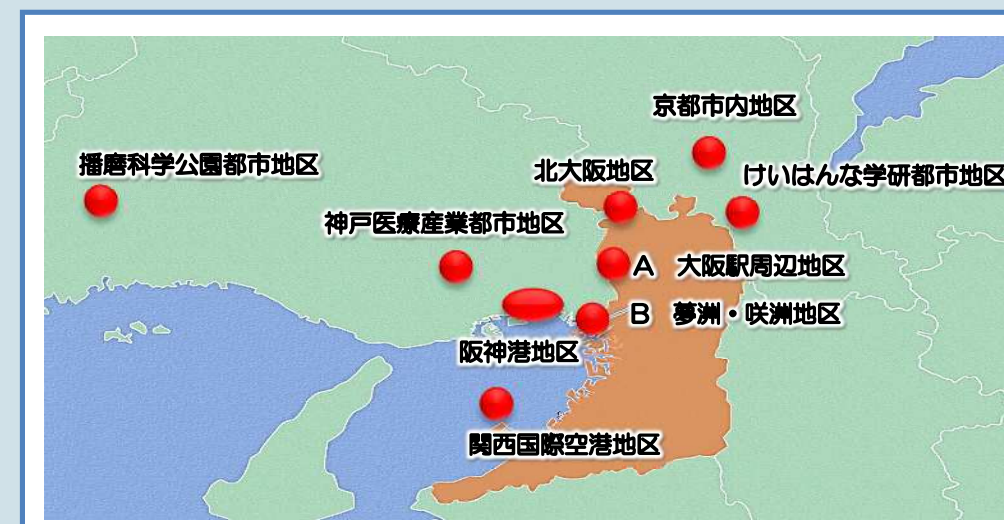 京都市内地区
播磨科学公園都市地区
北大阪地区
けいはんな学研都市地区
神戸医療産業都市地区
A 大阪駅周辺地区
B 夢洲・咲洲地区
阪神港地区
関西国際空港地区